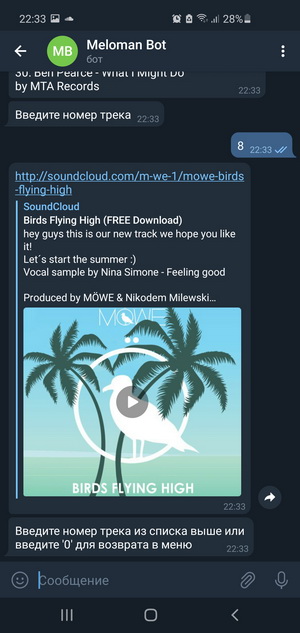 22:33
28%
MB
Meloman Bot
бот
30. Ben Pearce - What I Might Do
by MTA Records
22:33
Введите номер трека
22:33
8
22:33
http://soundcloud.com/m-we-1/mowe-birds
-flying-high
SoundCloud
Birds Flying High (FREE Download)
hey guys this is our new track we hope you like
it!
Let´s start the summer :)
Vocal sample by Nina Simone - Feeling good
Produced by MÖWE & Nikodem Milewski…
MÖWE
BIRDS FLYING HIGH
22:33
Введите номер трека из списка выше или
введите '0' для возврата в меню
22:33
Сообщение